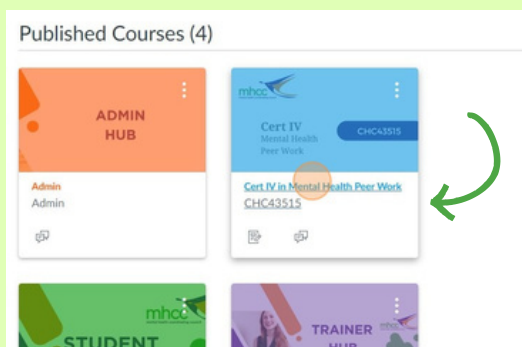 Published Courses (4)
ADMIN
HUB
Admin
Admin
mhcc
Cert IV
Mental Health
Peer Work
CHC43515
Cert IV in Mental Health Peer Work
CHC43515
mhcc
STUDENT
mhcc
TRAINER
HUB